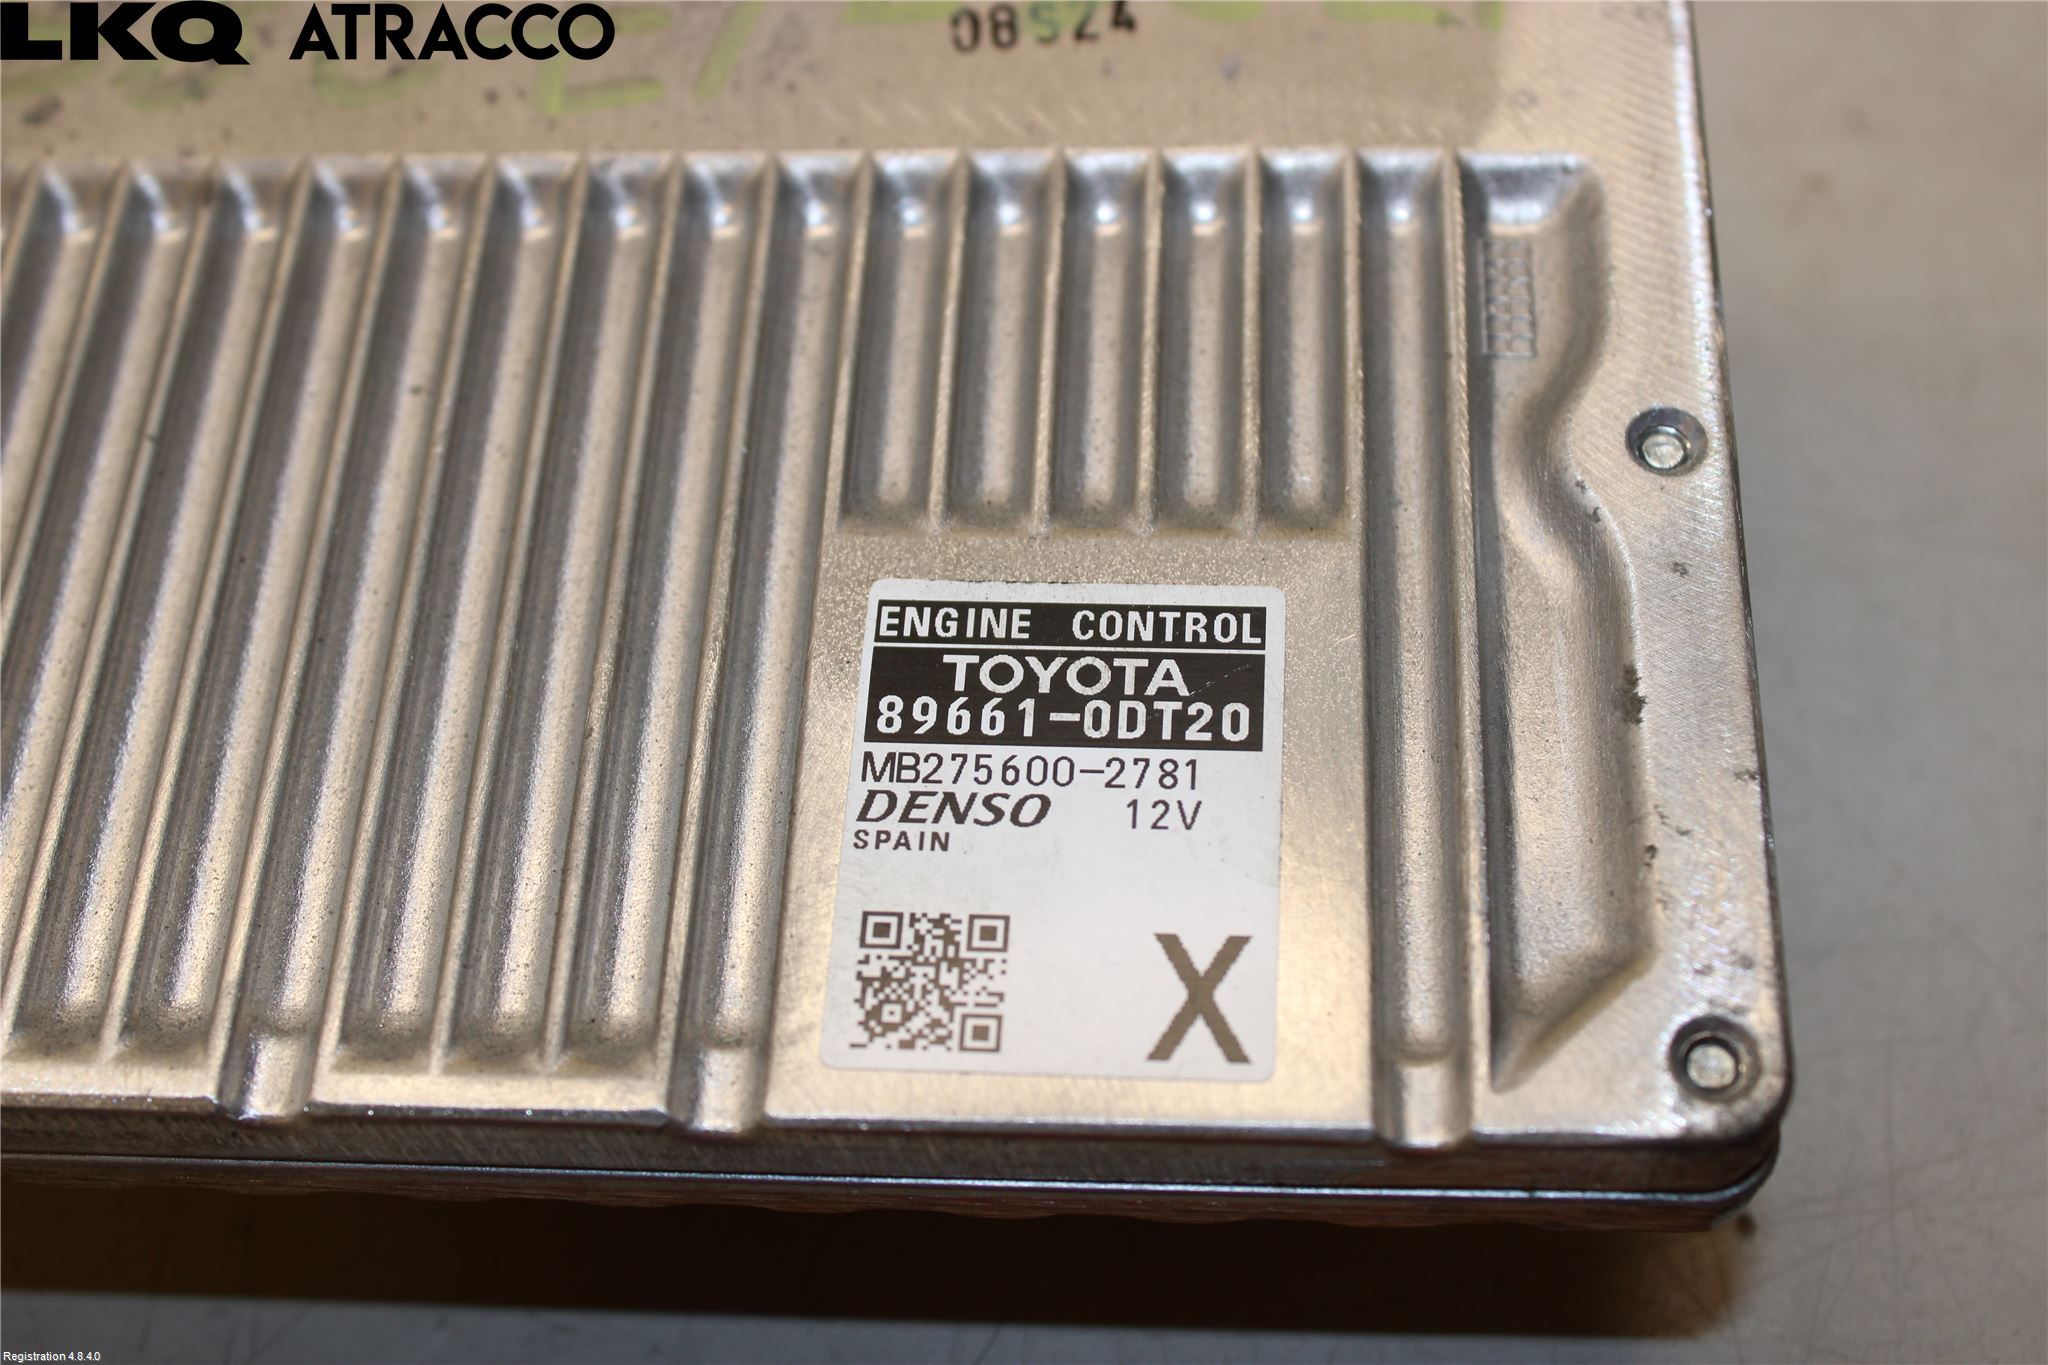 LKQ ATRACCO
08S24
ENGINE CONTROL
TOYOTA
89661-0DT20
MB275600-2781
DENSO 12V
SPAIN
X
Registration 4.8.4.0